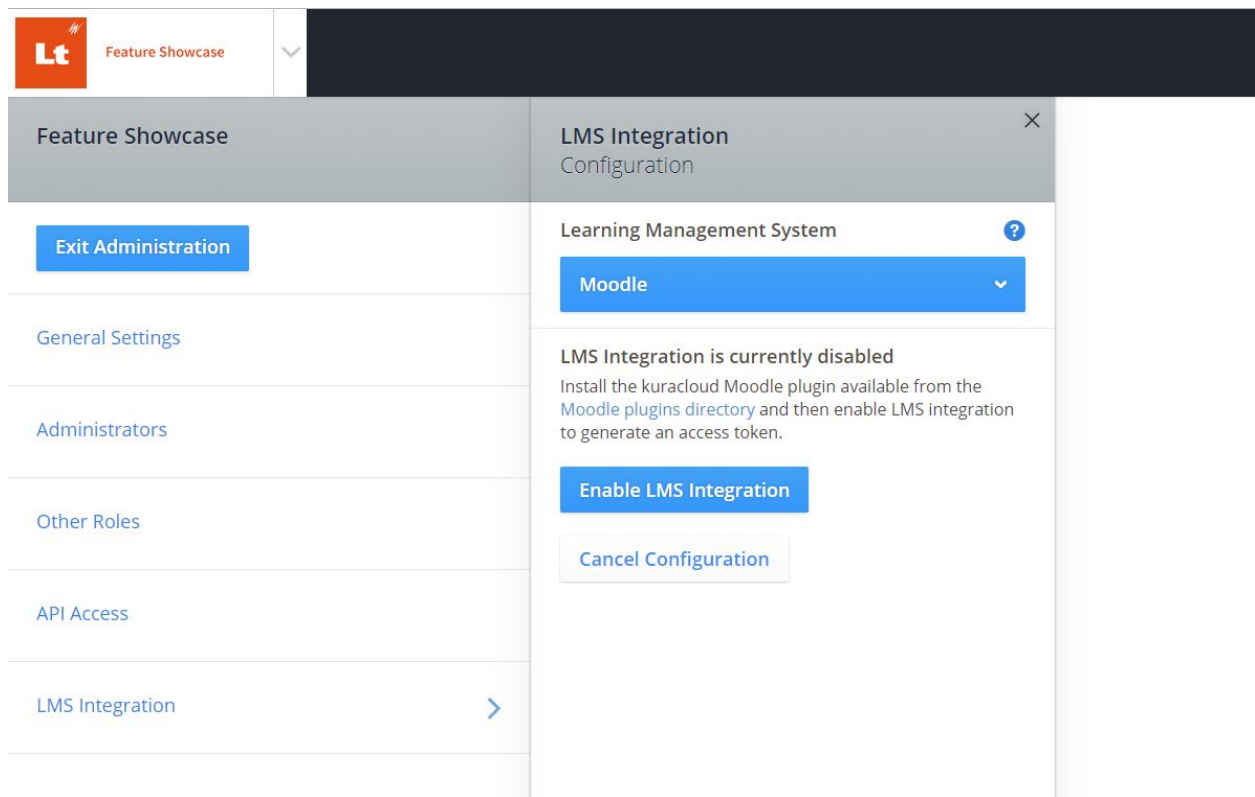 Lt
Feature Showcase
Feature Showcase
Exit Administration
General Settings
Administrators
Other Roles
API Access
LMS Integration
LMS Integration
Configuration
Learning Management System
?
Moodle
LMS Integration is currently disabled
Install the kuracloud Moodle plugin available from the
Moodle plugins directory and then enable LMS integration
to generate an access token.
Enable LMS Integration
Cancel Configuration